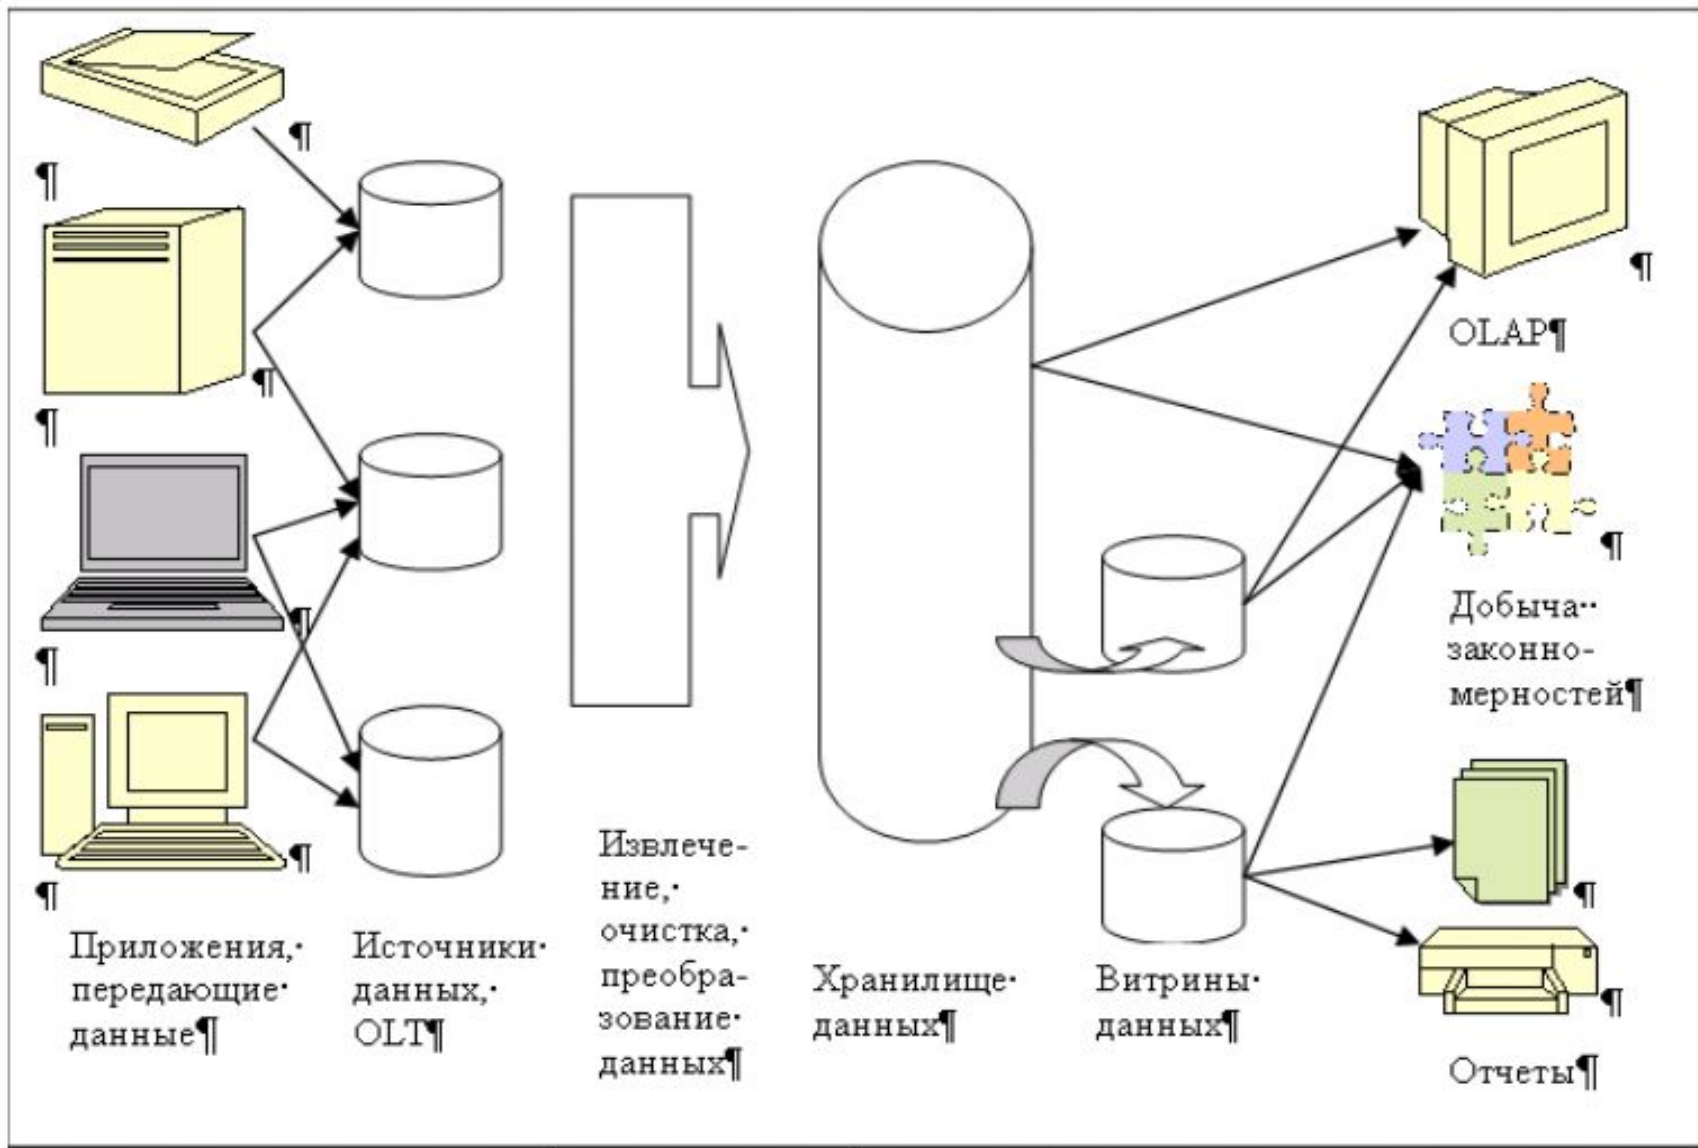 OLAP¶
Добыча··
законно-
мерностей¶
Приложения,·
передающие·
данные¶
Источники·
данных,·
OLT¶
Извлече-
ние,·
очистка,·
преобра-
зование·
данных¶
Хранилище·
данных¶
Витрины·
данных¶
Отчеты¶